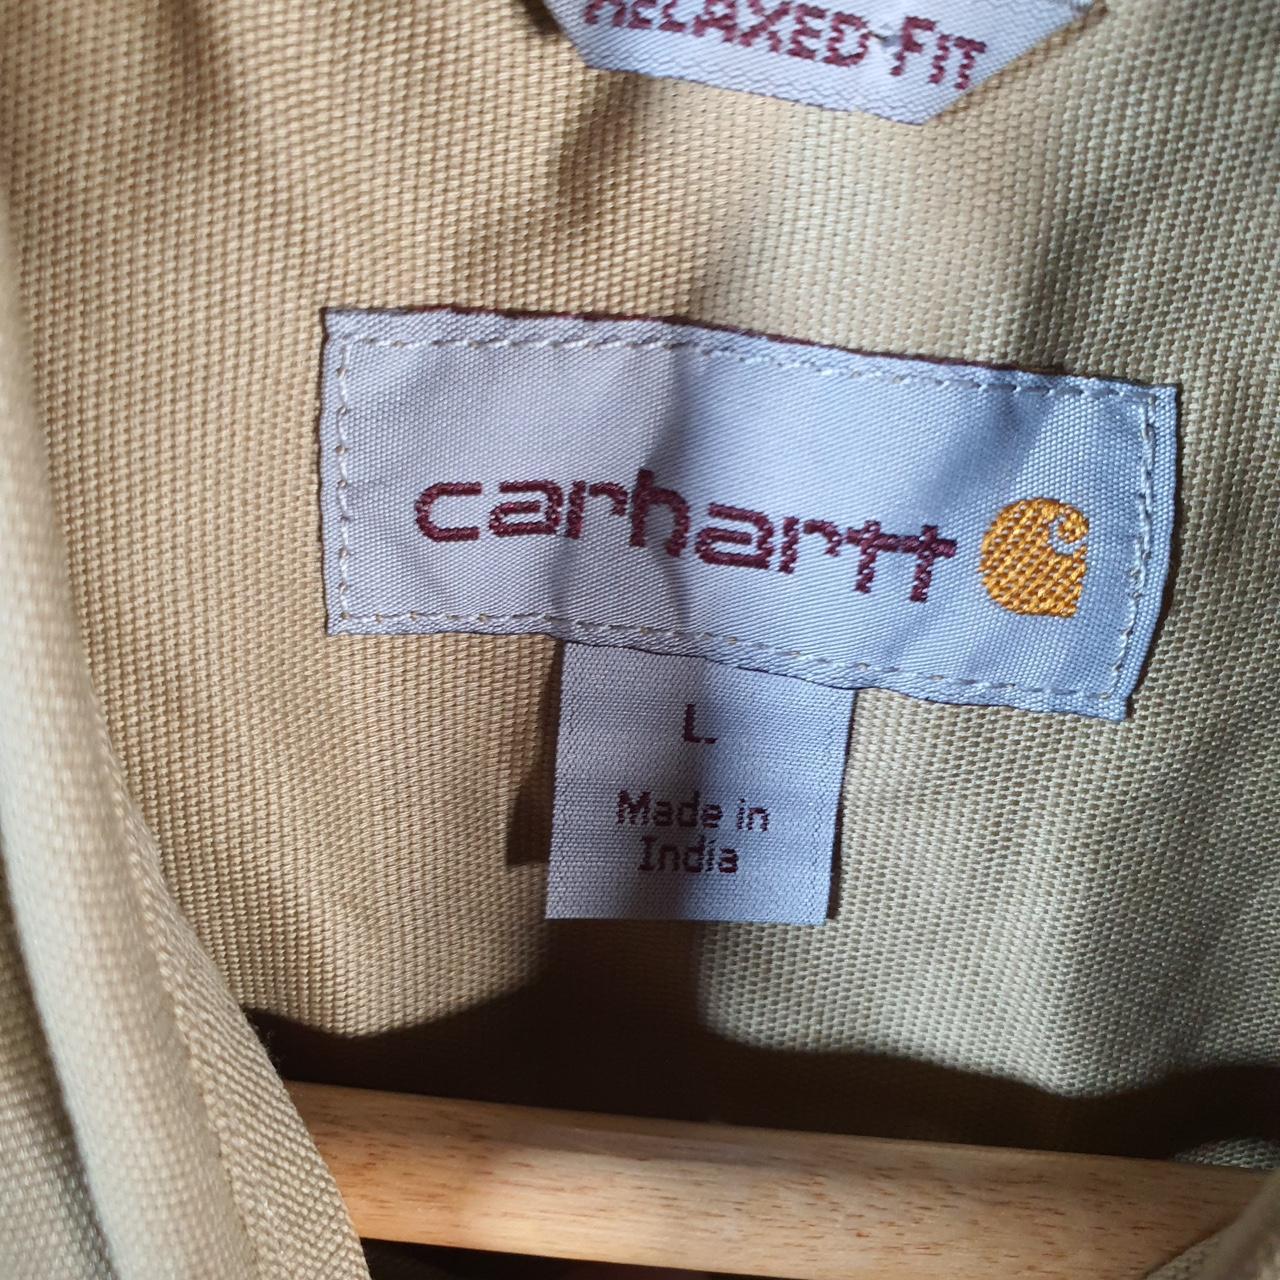 RELAXED-FIT
carhartt
L
Made in
India